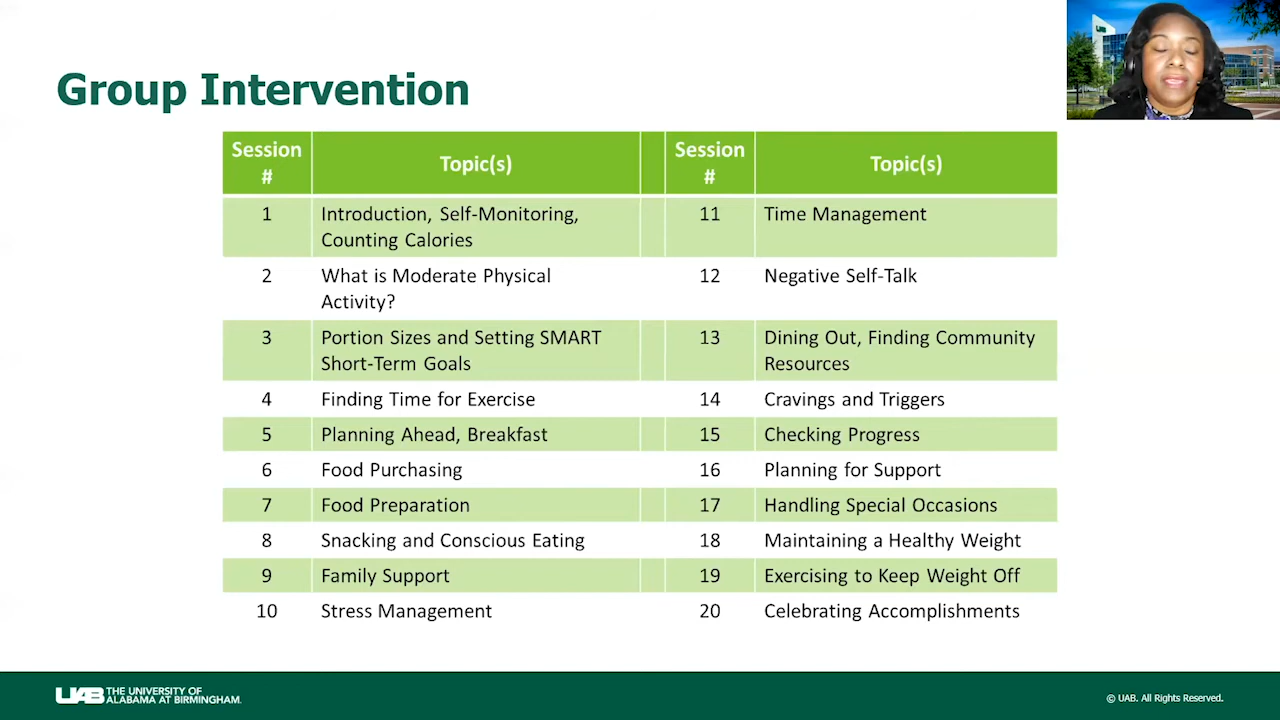 Group Intervention
Session
#
Topic(s)
Session
#
Topic(s)
1
Introduction, Self-Monitoring,
Counting Calories
11
Time Management
2
What is Moderate Physical
Activity?
12
Negative Self-Talk
3
Portion Sizes and Setting SMART
Short-Term Goals
13
Dining Out, Finding Community
Resources
4
Finding Time for Exercise
14
Cravings and Triggers
5
Planning Ahead, Breakfast
15
Checking Progress
6
Food Purchasing
16
Planning for Support
7
Food Preparation
17
Handling Special Occasions
8
Snacking and Conscious Eating
18
Maintaining a Healthy Weight
9
Family Support
19
Exercising to Keep Weight Off
10
Stress Management
20
Celebrating Accomplishments
UAB THE UNIVERSITY OF
ALABAMA AT BIRMINGHAM.
© UAB. All Rights Reserved.
UAB